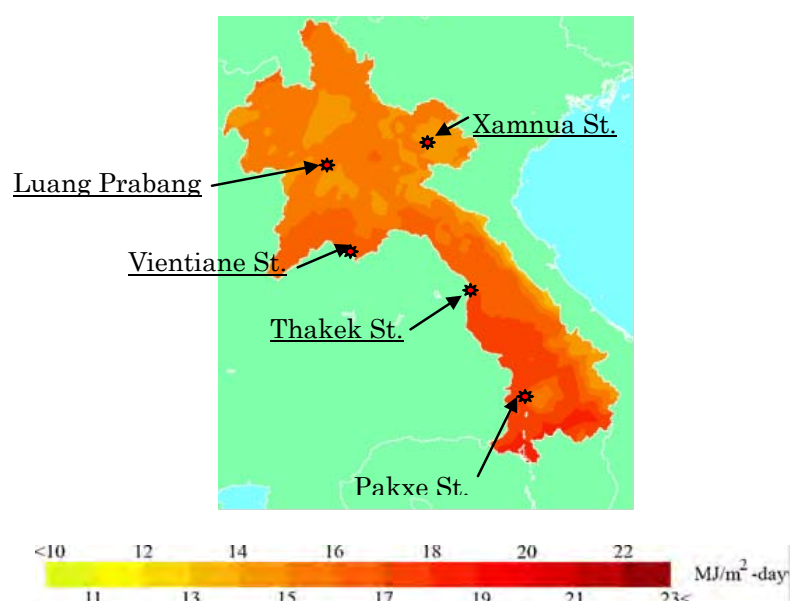 Xamnua St.
Luang Prabang
Vientiane St.
Thakek St.
Pakxe St.
<10 12 14 16 18 20 22
MJ/m²-day
11 13 15 17 19 21 23<